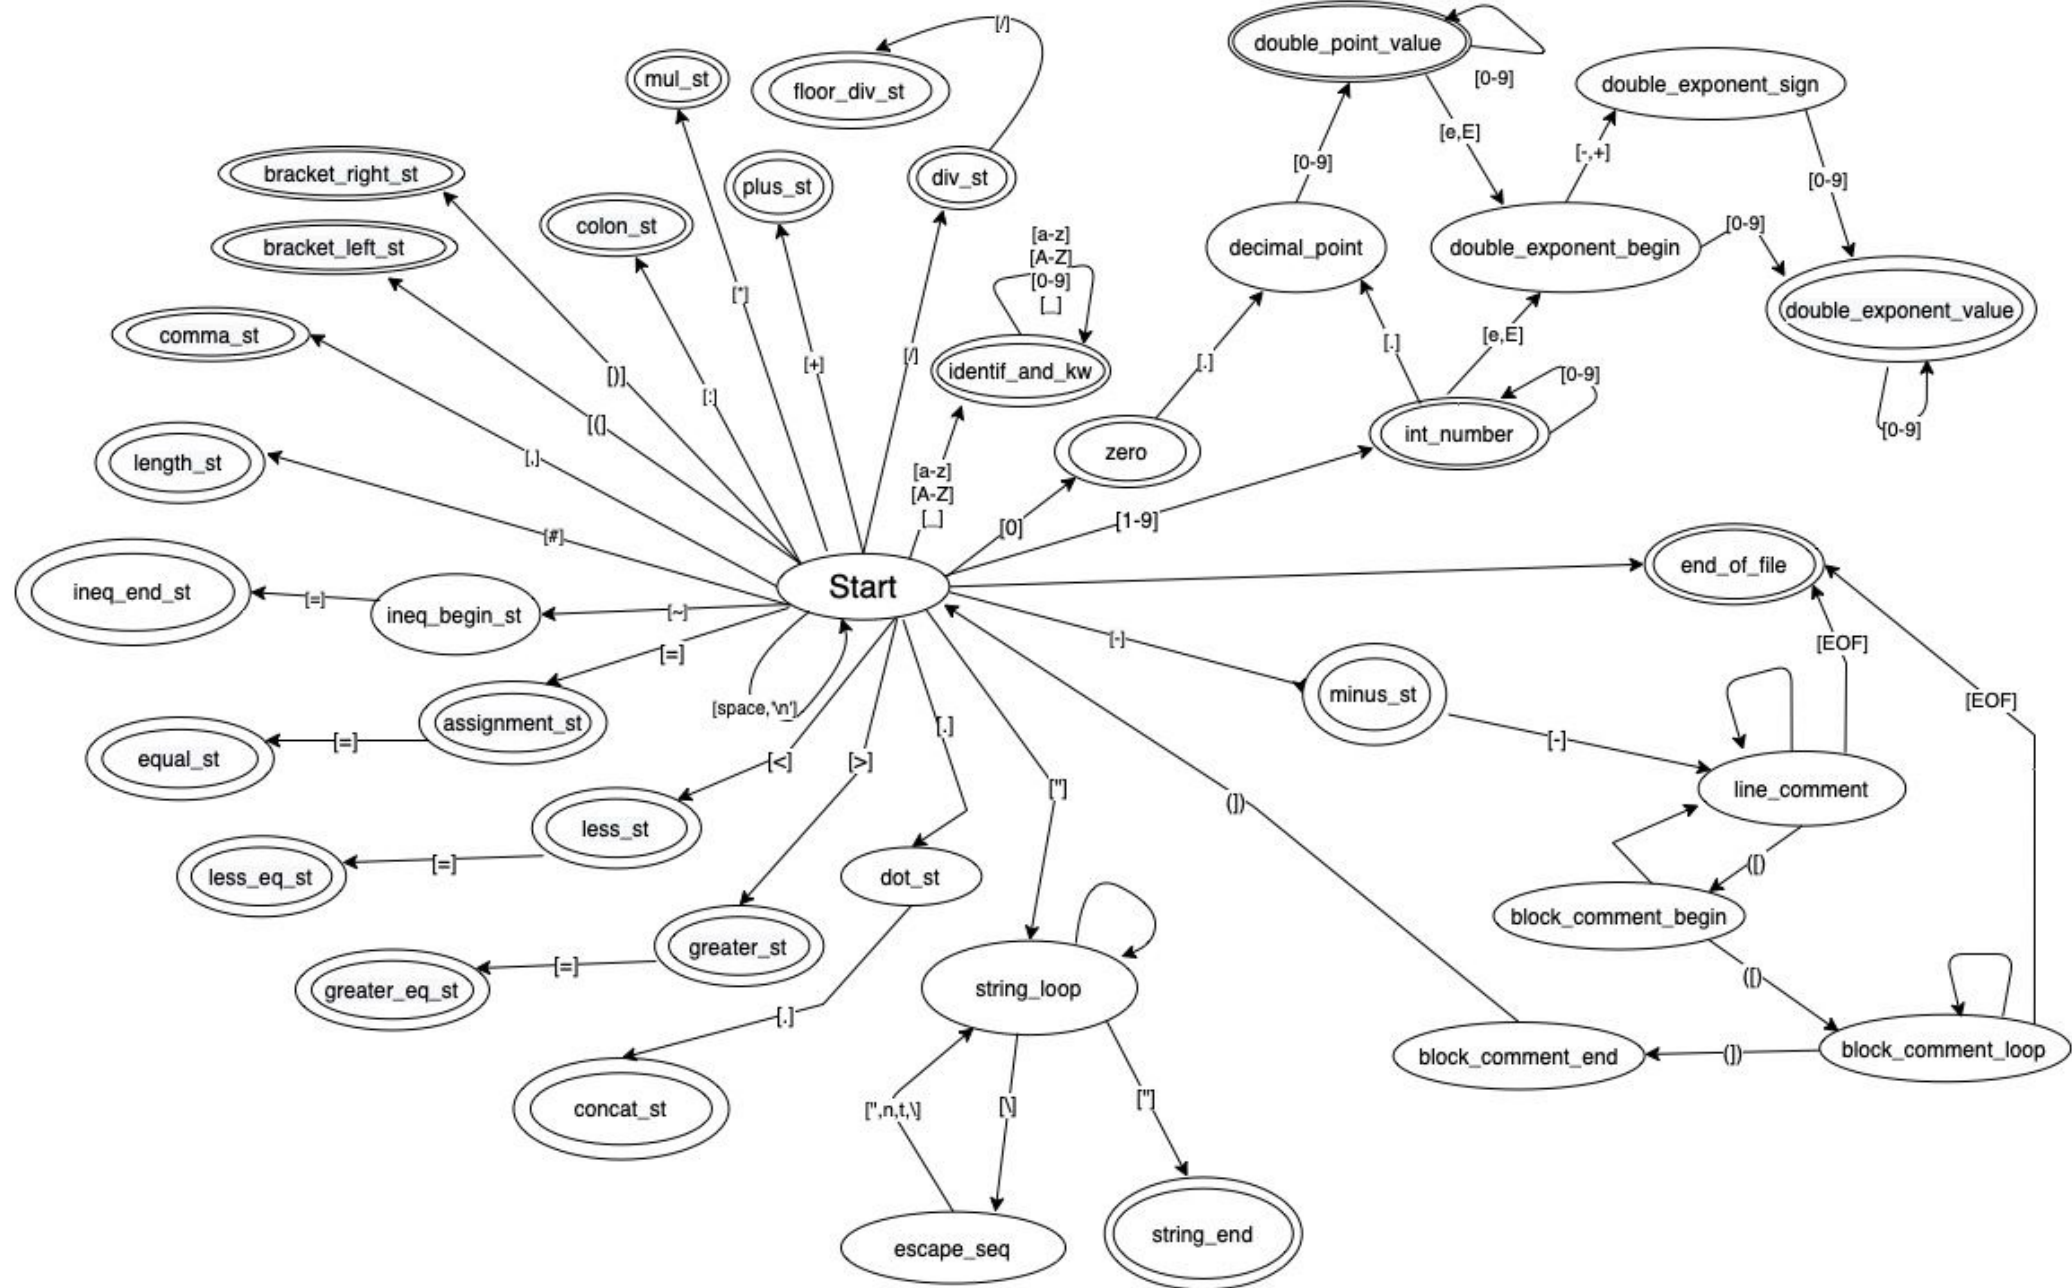 [/]
double_point_value
mul_st
floor_div_st
[0-9]
double_exponent_sign
[e,E]
[-,+]
[0-9]
bracket_right_st
plus_st
div_st
[0-9]
colon_st
[0-9]
bracket_left_st
[a-z]
[A-Z]
[0-9]
[_]
decimal_point
double_exponent_begin
[*]
double_exponent_value
comma_st
[.]
[e,E]
[.]
[/]
[+]
identif_and_kw
[)]
[0-9]
[:]
[(]
[0-9]
int_number
zero
[,]
length_st
[a-z]
[A-Z]
[_]
[0]
[1-9]
[#]
end_of_file
Start
ineq_end_st
[=]
ineq_begin_st
[~]
[-]
[EOF]
[=]
minus_st
[EOF]
[space,'\n']
assignment_st
[.]
[-]
equal_st
[=]
[<]
[>]
["]
line_comment
(])
less_st
([)
less_eq_st
[=]
dot_st
block_comment_begin
greater_st
[=]
([)
greater_eq_st
string_loop
[.]
block_comment_end
(])
block_comment_loop
concat_st
[",n,t,\]
[\]
["]
escape_seq
string_end